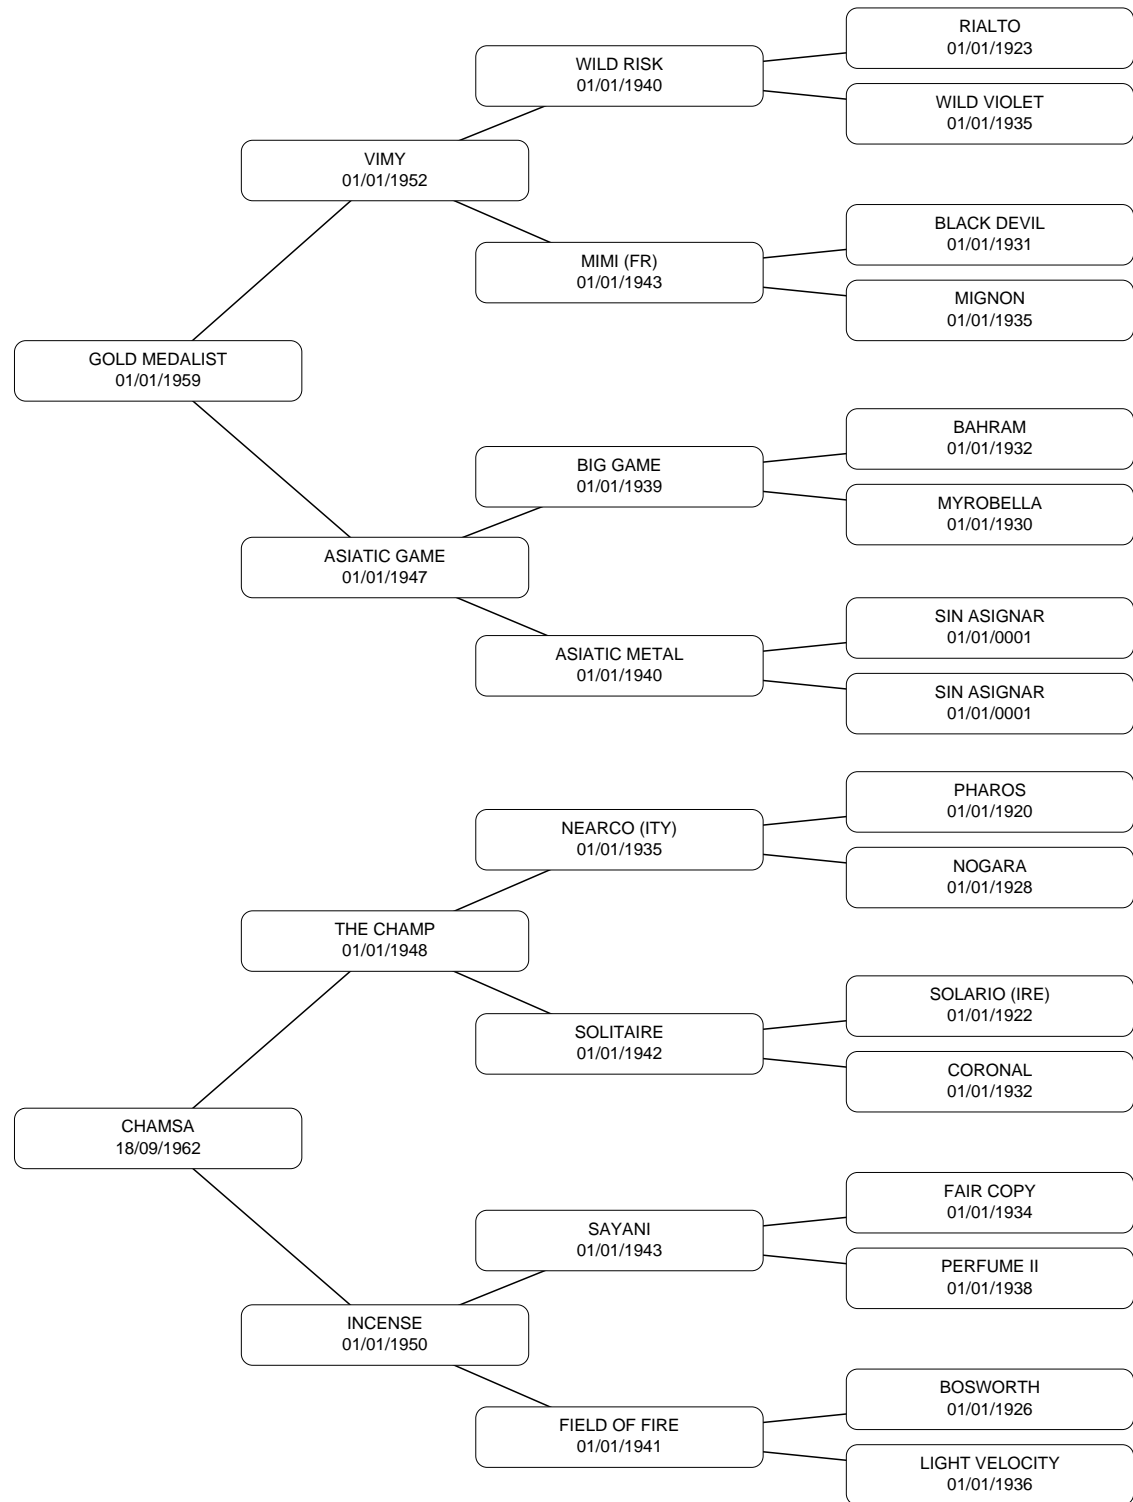 RIALTO
01/01/1923
WILD RISK
01/01/1940
WILD VIOLET
01/01/1935
VIMY
01/01/1952
BLACK DEVIL
01/01/1931
MIMI (FR)
01/01/1943
MIGNON
01/01/1935
GOLD MEDALIST
01/01/1959
BAHRAM
01/01/1932
BIG GAME
01/01/1939
MYROBELLA
01/01/1930
ASIATIC GAME
01/01/1947
SIN ASIGNAR
01/01/0001
ASIATIC METAL
01/01/1940
SIN ASIGNAR
01/01/0001
PHAROS
01/01/1920
NEARCO (ITY)
01/01/1935
NOGARA
01/01/1928
THE CHAMP
01/01/1948
SOLARIO (IRE)
01/01/1922
SOLITAIRE
01/01/1942
CORONAL
01/01/1932
CHAMSA
18/09/1962
FAIR COPY
01/01/1934
SAYANI
01/01/1943
PERFUME II
01/01/1938
INCENSE
01/01/1950
BOSWORTH
01/01/1926
FIELD OF FIRE
01/01/1941
LIGHT VELOCITY
01/01/1936